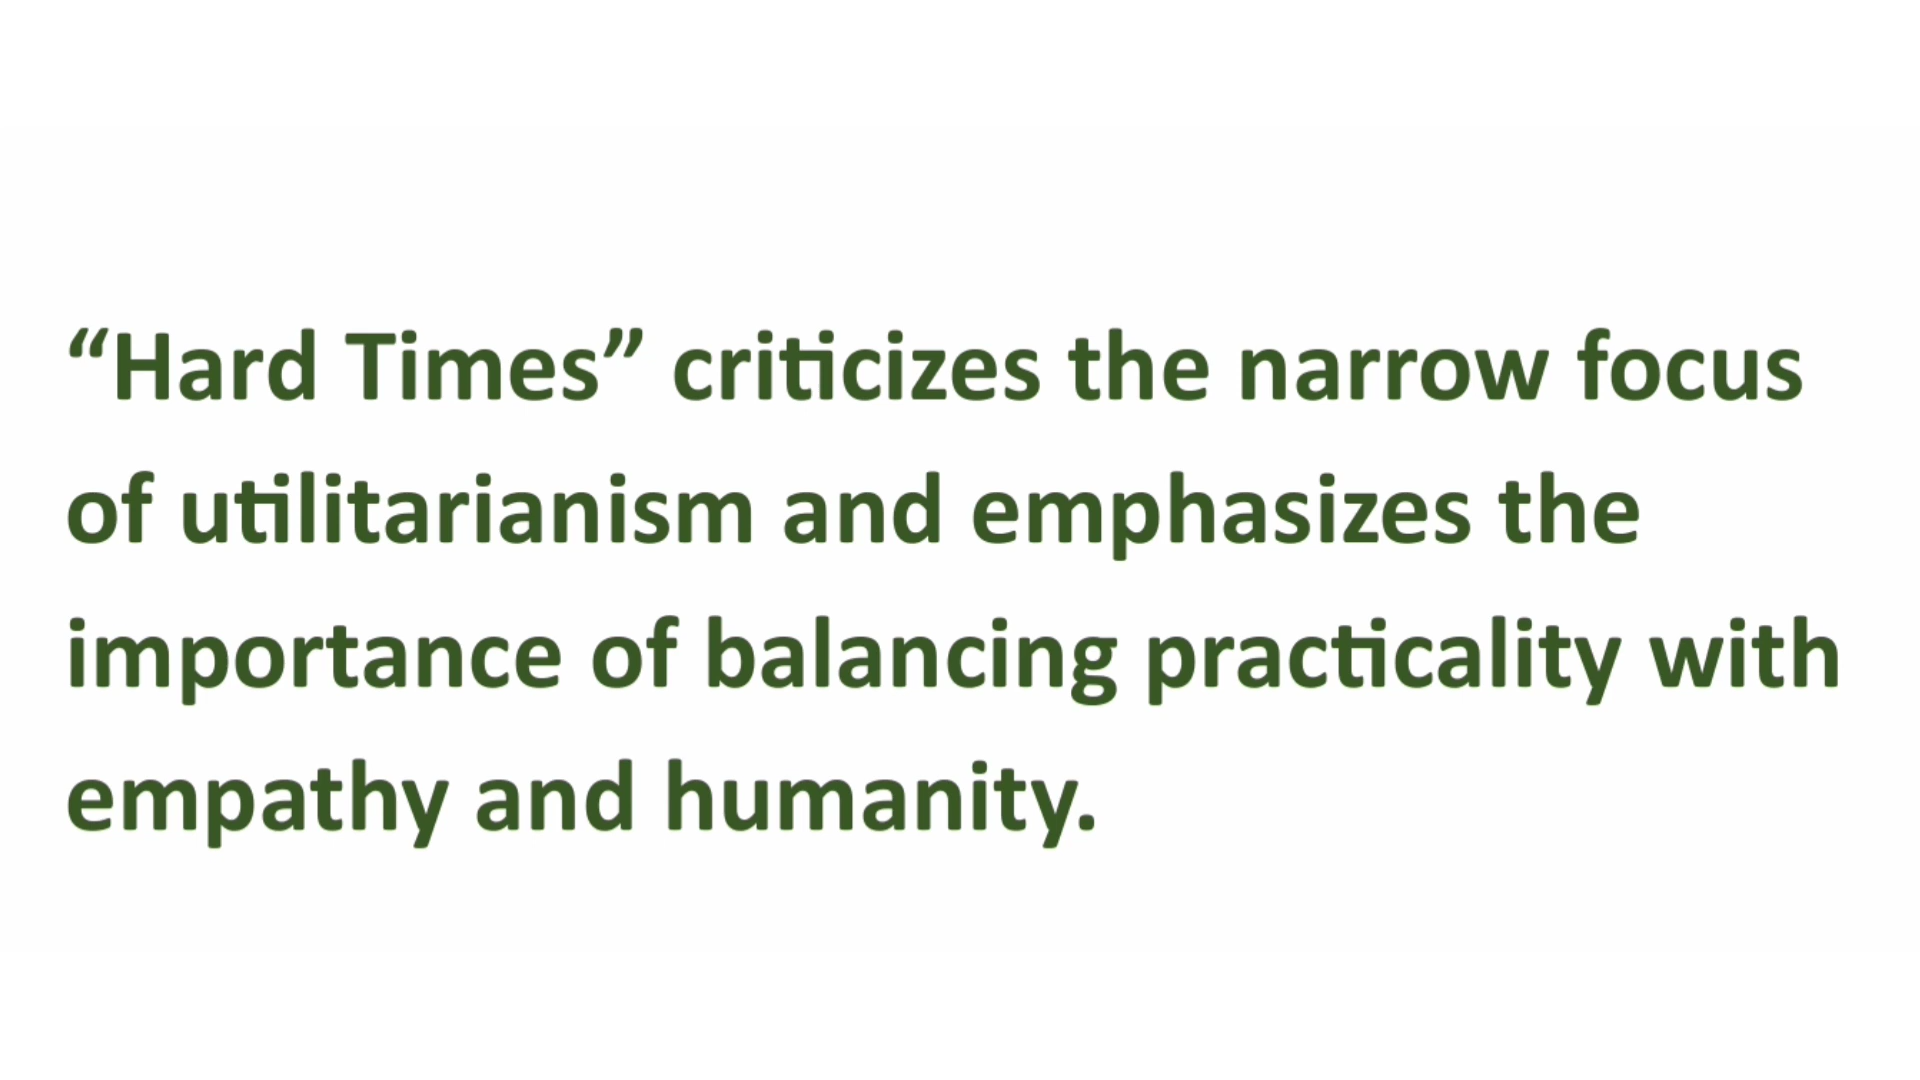 “Hard Times” criticizes the narrow focus
of utilitarianism and emphasizes the
importance of balancing practicality with
empathy and humanity.